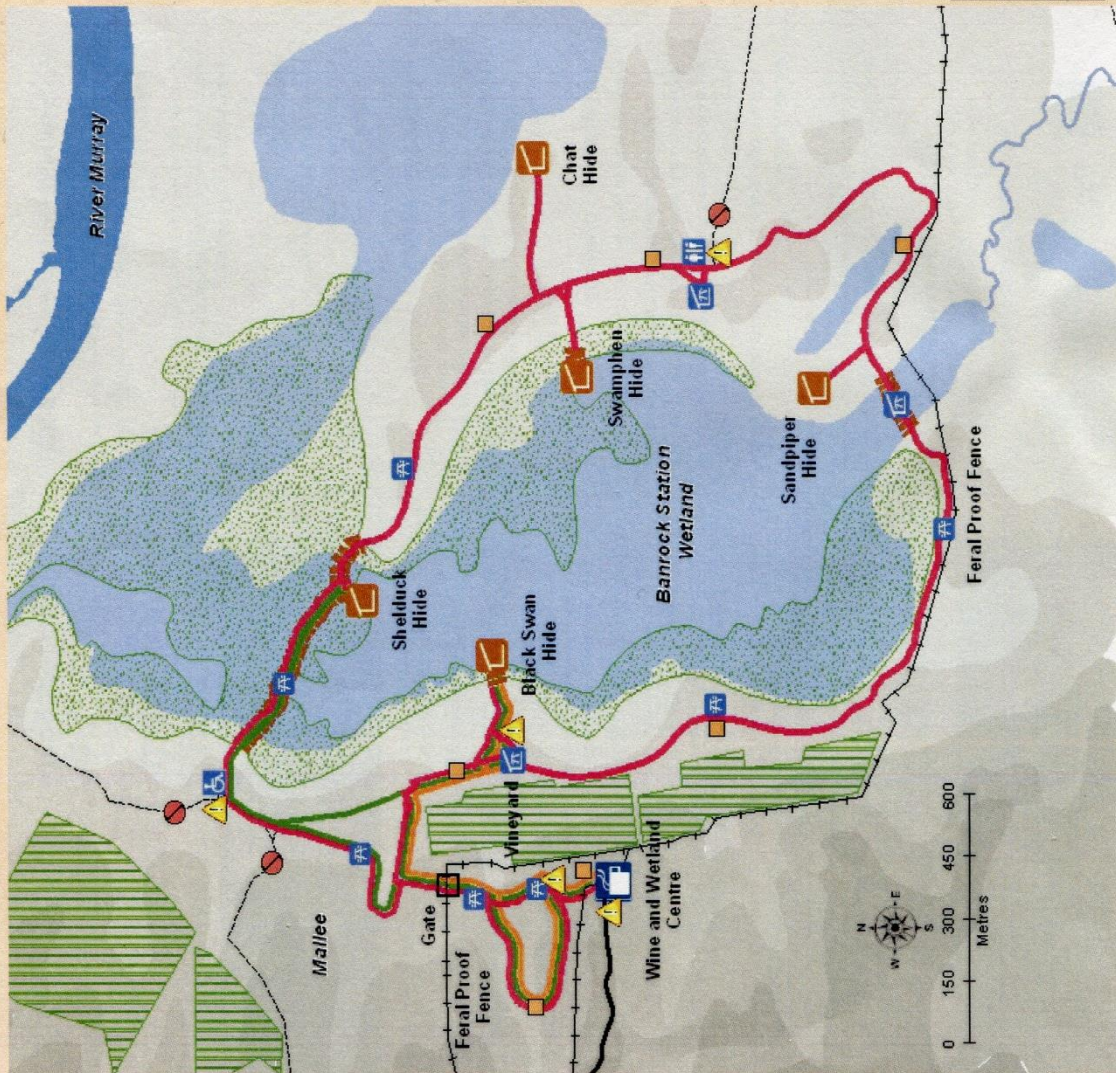 River Murray
Chat
Hide
Swamphen
Hide
Shelduck
Hide
Black Swan
Hide
Banrock Station
Wetland
Sandpiper
Hide
Feral Proof Fence
Vineyard
Mallee
Gate
Feral Proof
Fence
Wine and Wetland
Centre
N
W
E
S
0
150
300
450
600
Metres